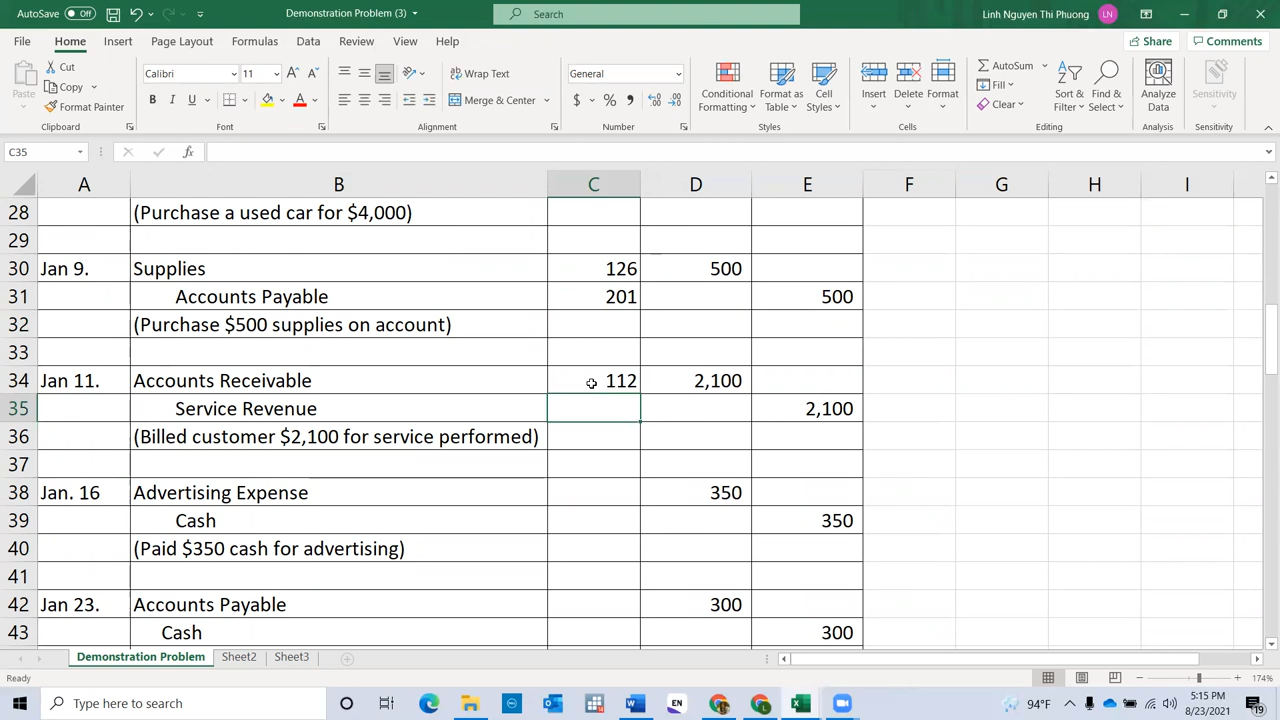 AutoSave Off Demonstration Problem (3) Search Linh Nguyen Thi Phuong LN
File Home Insert Draw Page Layout Formulas Data Review View Help Share Comments
Paste Cut Copy Format Painter Clipboard
Calibri 11 B I U A Font
Wrap Text Merge & Center Alignment
General $ % Number
Conditional Formatting Format as Table Cell Styles Styles
Insert Delete Format Cells
AutoSum Fill Clear Sort & Filter Find & Select Editing
Analyze Data Analysis
Sensitivity Sensitivity
C35 fx
A B C D E F G H I
28 (Purchase a used car for $4,000)
29
30 Jan 9. Supplies 126 500
31 Accounts Payable 201 500
32 (Purchase $500 supplies on account)
33
34 Jan 11. Accounts Receivable 112 2,100
35 Service Revenue 2,100
36 (Billed customer $2,100 for service performed)
37
38 Jan. 16 Advertising Expense 350
39 Cash 350
40 (Paid $350 cash for advertising)
41
42 Jan 23. Accounts Payable 300
43 Cash 300
Demonstration Problem Sheet2 Sheet3
Ready 174%
Type here to search EN 94°F 5:15 PM 8/23/2021 19